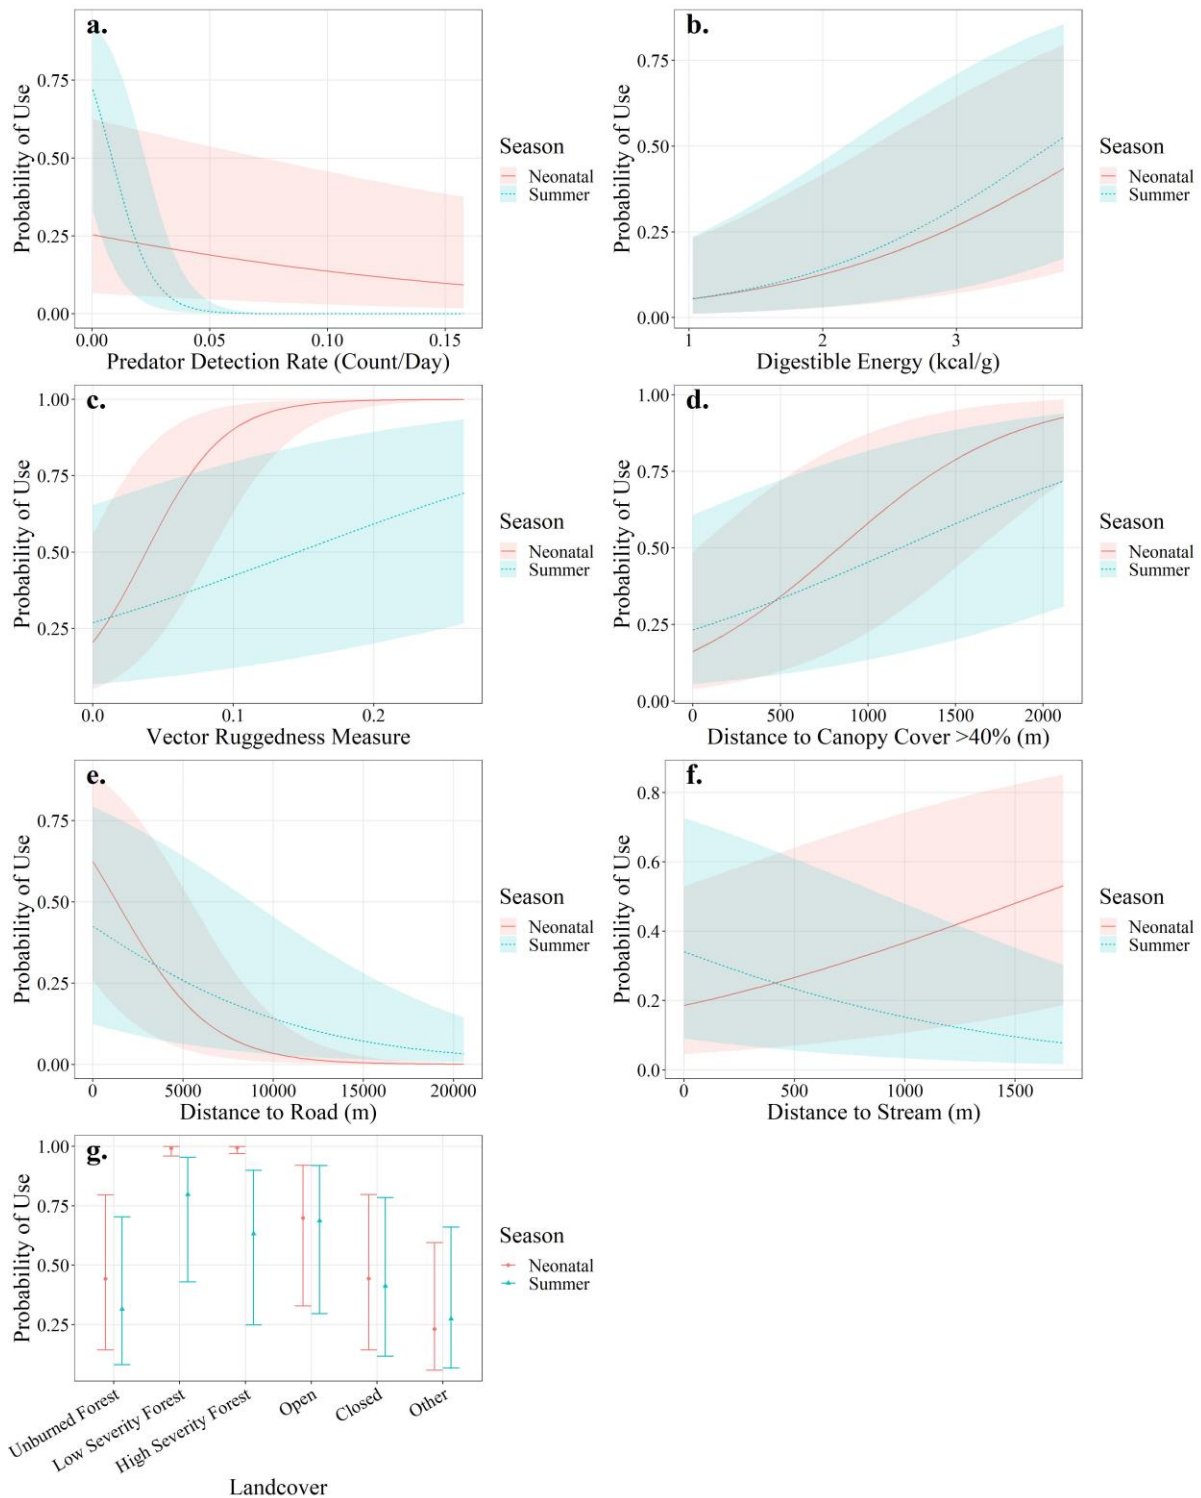 a.
0.75
0.50
0.25
0.00
Probability of Use
0.00 0.05 0.10 0.15
Predator Detection Rate (Count/Day)
Season
Neonatal
Summer
b.
0.75
0.50
0.25
0.00
Probability of Use
1 2 3
Digestible Energy (kcal/g)
Season
Neonatal
Summer
c.
1.00
0.75
0.50
0.25
Probability of Use
0.0 0.1 0.2
Vector Ruggedness Measure
Season
Neonatal
Summer
d.
1.00
0.75
0.50
0.25
0.00
Probability of Use
0 500 1000 1500 2000
Distance to Canopy Cover >40% (m)
Season
Neonatal
Summer
e.
0.75
0.50
0.25
0.00
Probability of Use
0 5000 10000 15000 20000
Distance to Road (m)
Season
Neonatal
Summer
f.
0.8
0.6
0.4
0.2
0.0
Probability of Use
0 500 1000 1500
Distance to Stream (m)
Season
Neonatal
Summer
g.
1.00
0.75
0.50
0.25
Probability of Use
Unburned Forest
Low Severity Forest
High Severity Forest
Open
Closed
Other
Landcover
Season
Neonatal
Summer